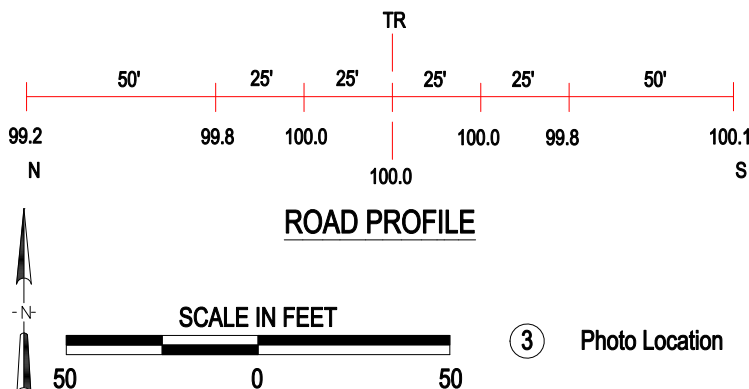 TR
50' 25' 25' 25' 25' 50'
99.2 99.8 100.0 100.0 99.8 100.1
N S
100.0
ROAD PROFILE
-N-
SCALE IN FEET
3 Photo Location
50 0 50